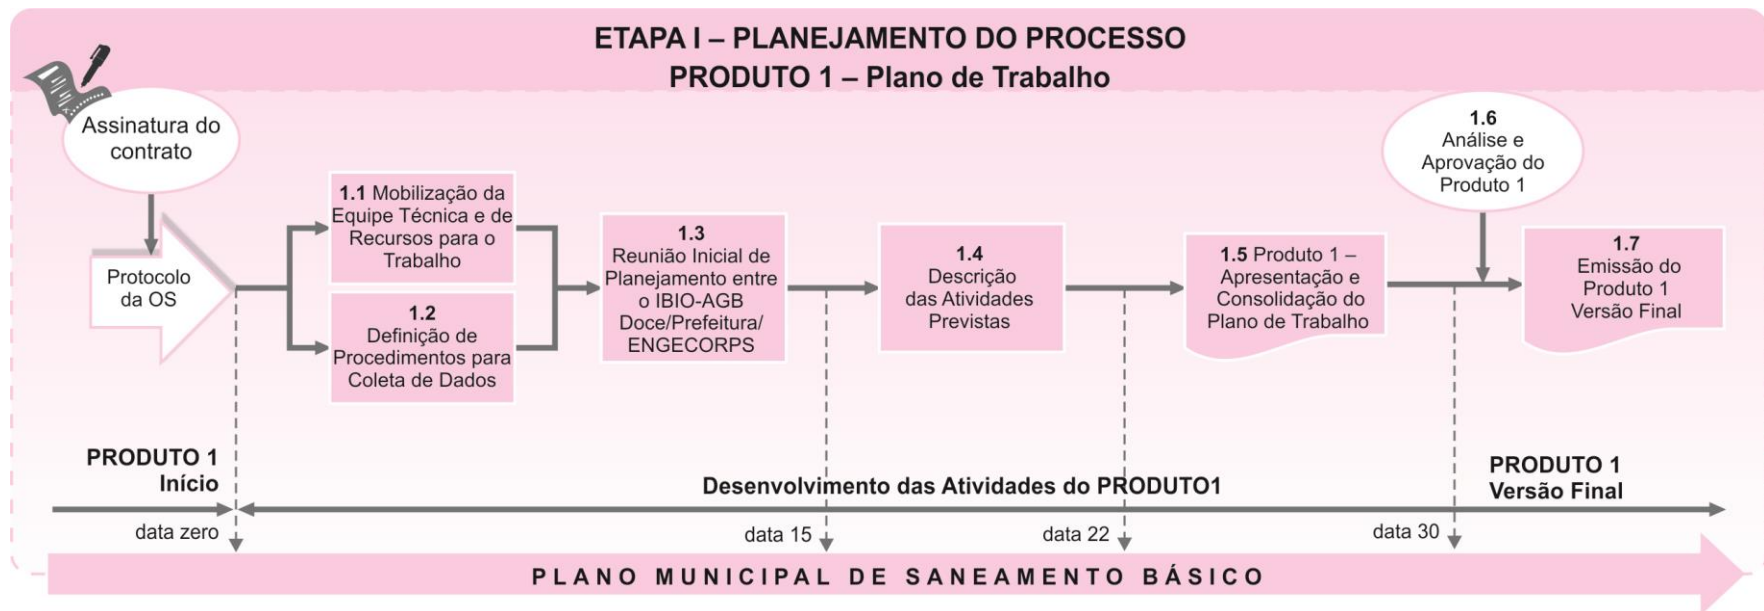 ETAPA I – PLANEJAMENTO DO PROCESSO
PRODUTO 1 – Plano de Trabalho
Assinatura do
contrato
Protocolo
da OS
1.1 Mobilização da
Equipe Técnica e de
Recursos para o
Trabalho
1.2
Definição de
Procedimentos para
Coleta de Dados
1.3
Reunião Inicial de
Planejamento entre
o IBIO-AGB
Doce/Prefeitura/
ENGECORPS
1.4
Descrição
das Atividades
Previstas
1.5 Produto 1 –
Apresentação e
Consolidação do
Plano de Trabalho
1.6
Análise e
Aprovação do
Produto 1
1.7
Emissão do
Produto 1
Versão Final
PRODUTO 1
Início
Desenvolvimento das Atividades do PRODUTO1
PRODUTO 1
Versão Final
data zero
data 15
data 22
data 30
PLANO MUNICIPAL DE SANEAMENTO BÁSICO